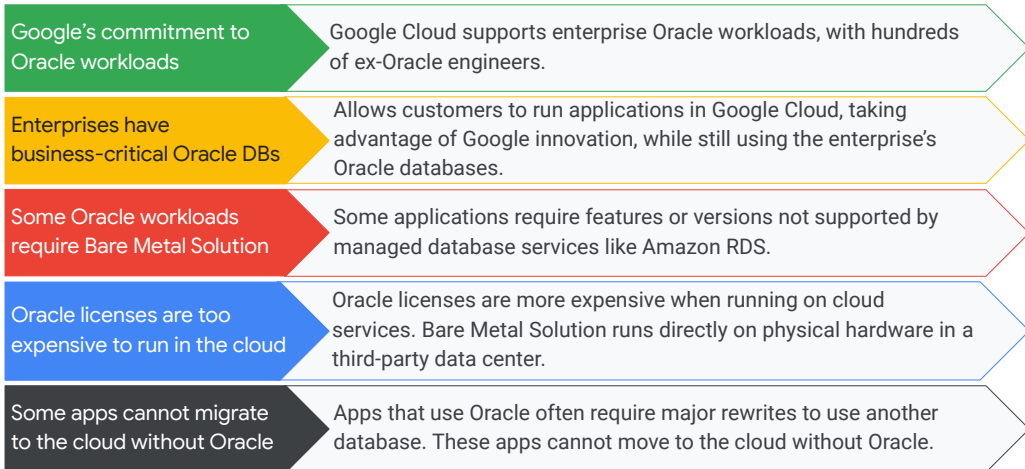 Google's commitment to
Oracle workloads
Google Cloud supports enterprise Oracle workloads, with hundreds
of ex-Oracle engineers.
Enterprises have
business-critical Oracle DBs
Allows customers to run applications in Google Cloud, taking
advantage of Google innovation, while still using the enterprise's
Oracle databases.
Some Oracle workloads
require Bare Metal Solution
Some applications require features or versions not supported by
managed database services like Amazon RDS.
Oracle licenses are too
expensive to run in the cloud
Oracle licenses are more expensive when running on cloud
services. Bare Metal Solution runs directly on physical hardware in a
third-party data center.
Some apps cannot migrate
to the cloud without Oracle
Apps that use Oracle often require major rewrites to use another
database. These apps cannot move to the cloud without Oracle.